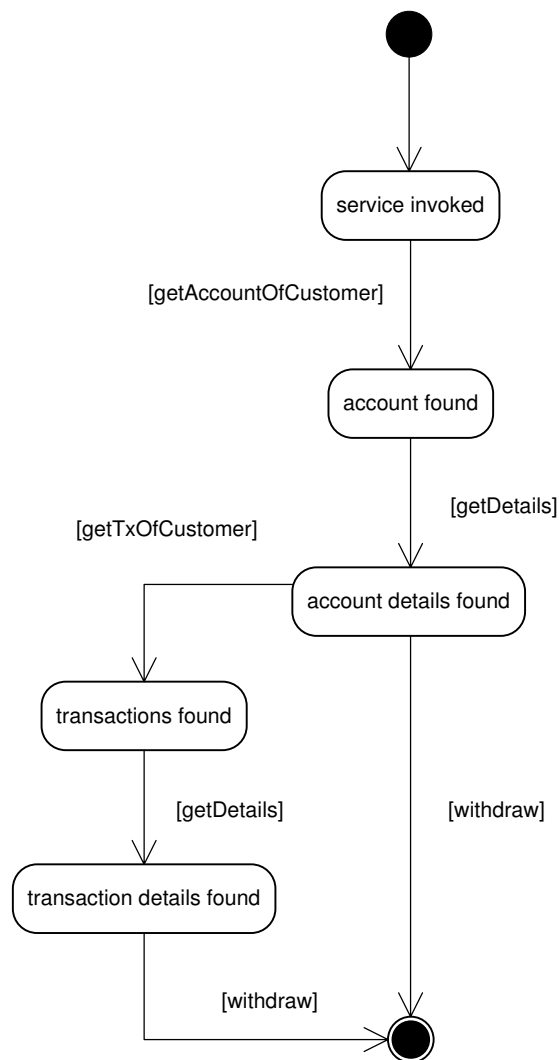 service invoked
[getAccountOfCustomer]
account found
[getDetails]
[getTxOfCustomer]
account details found
transactions found
[getDetails]
[withdraw]
transaction details found
[withdraw]